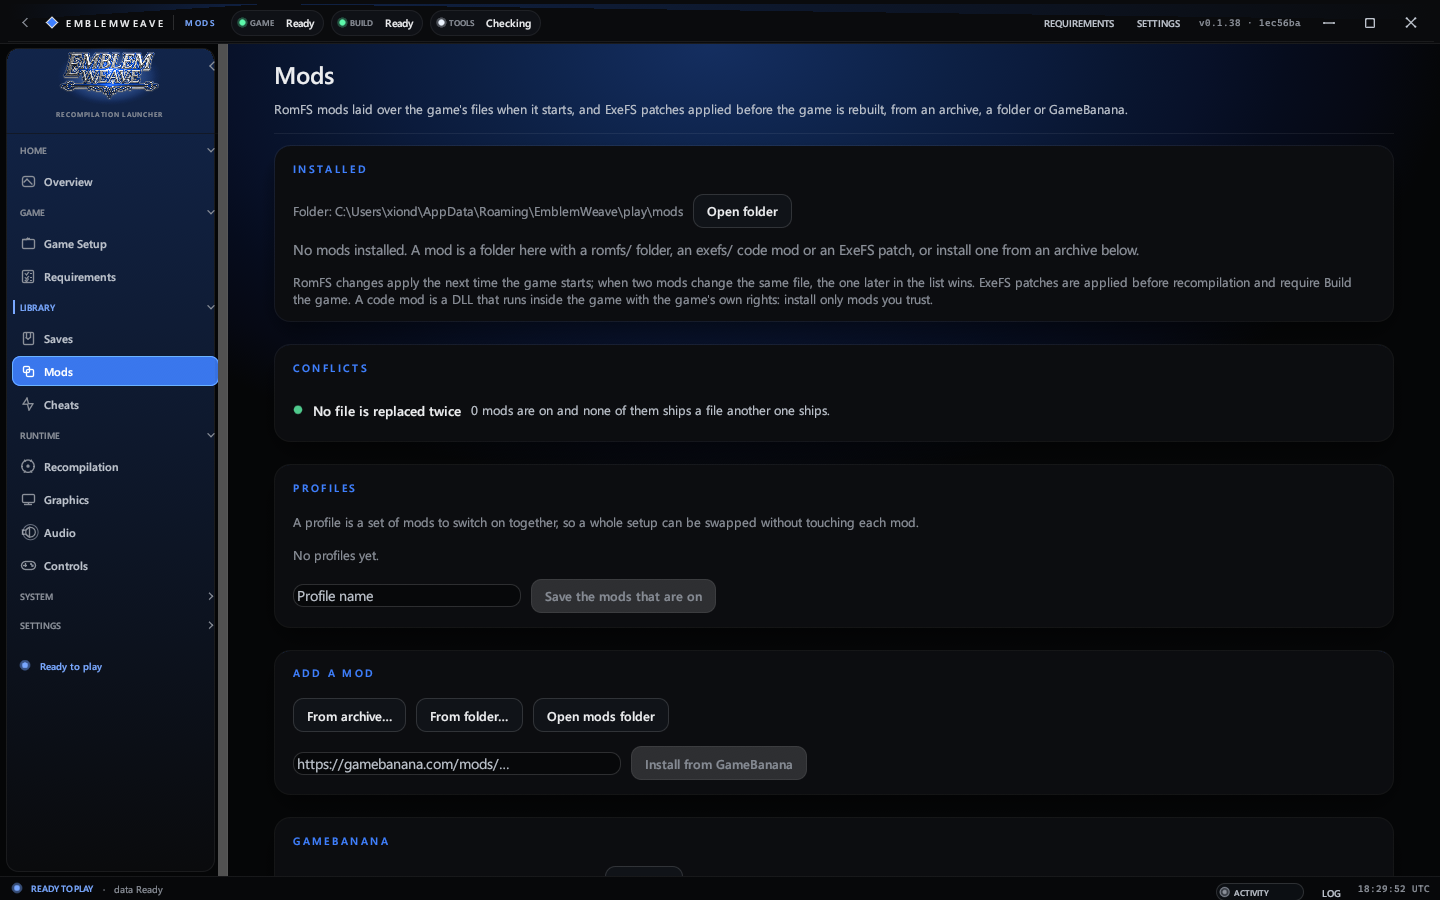 EMBLEMWEAVE MODS GAME Ready BUILD Ready TOOLS Checking REQUIREMENTS SETTINGS v0.1.38 · 1ec56ba
EMBLEM
WEAVE
RECOMPILATION LAUNCHER
HOME
Overview
GAME
Game Setup
Requirements
LIBRARY
Saves
Mods
Cheats
RUNTIME
Recompilation
Graphics
Audio
Controls
SYSTEM
SETTINGS
Ready to play
Mods
RomFS mods laid over the game's files when it starts, and ExeFS patches applied before the game is rebuilt, from an archive, a folder or GameBanana.
INSTALLED
Folder: C:\Users\xiond\AppData\Roaming\EmblemWeave\play\mods Open folder
No mods installed. A mod is a folder here with a romfs/ folder, an exefs/ code mod or an ExeFS patch, or install one from an archive below.
RomFS changes apply the next time the game starts; when two mods change the same file, the one later in the list wins. ExeFS patches are applied before recompilation and require Build
the game. A code mod is a DLL that runs inside the game with the game's own rights: install only mods you trust.
CONFLICTS
No file is replaced twice 0 mods are on and none of them ships a file another one ships.
PROFILES
A profile is a set of mods to switch on together, so a whole setup can be swapped without touching each mod.
No profiles yet.
Profile name Save the mods that are on
ADD A MOD
From archive... From folder... Open mods folder
https://gamebanana.com/mods/... Install from GameBanana
GAMEBANANA
READY TO PLAY · data Ready ACTIVITY LOG 18:29:52 UTC